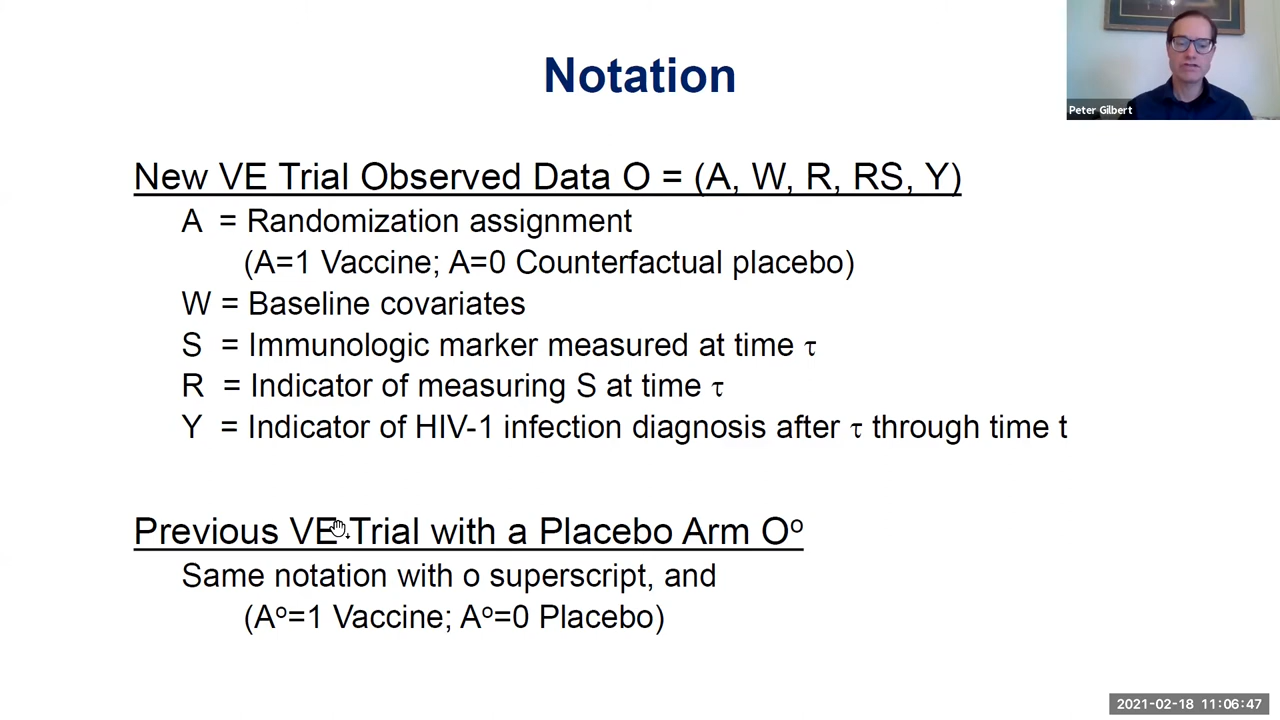 Notation
Peter Gilbert
New VE Trial Observed Data O = (A, W, R, RS, Y)
A = Randomization assignment
(A=1 Vaccine; A=0 Counterfactual placebo)
W = Baseline covariates
S = Immunologic marker measured at time τ
R = Indicator of measuring S at time τ
Y = Indicator of HIV-1 infection diagnosis after τ through time t
Previous VE Trial with a Placebo Arm Oº
Same notation with o superscript, and
(Aº=1 Vaccine; Aº=0 Placebo)
2021-02-18 11:06:47